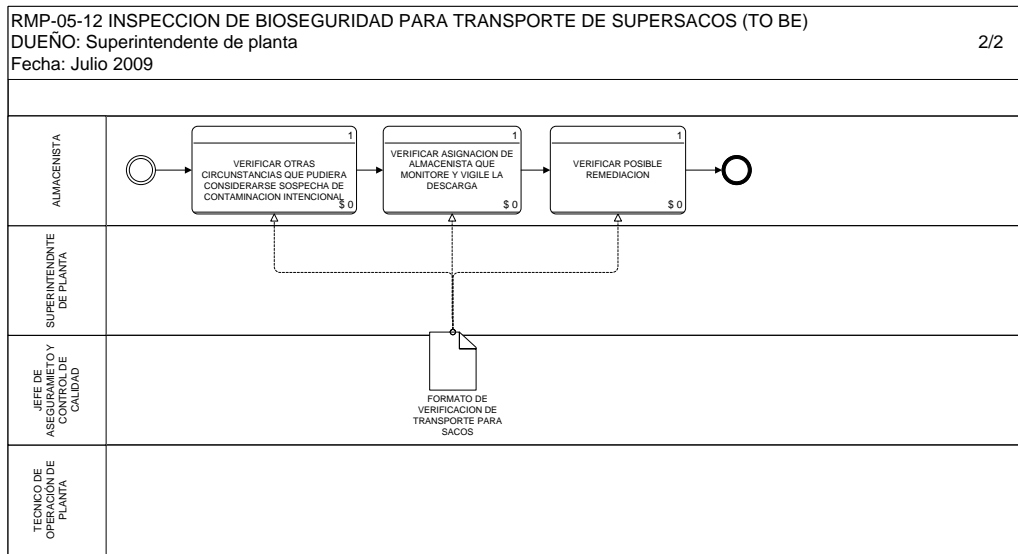 RMP-05-12 INSPECCION DE BIOSEGURIDAD PARA TRANSPORTE DE SUPERSACOS (TO BE)
DUEÑO: Superintendente de planta
2/2
Fecha: Julio 2009
ALMACENISTA
1
VERIFICAR OTRAS
CIRCUNSTANCIAS QUE PUDIERA
CONSIDERARSE SOSPECHA DE
CONTAMINACION INTENCIONAL
$ 0
1
VERIFICAR ASIGNACION DE
ALMACENISTA QUE
MONITORE Y VIGILE LA
DESCARGA
$ 0
1
VERIFICAR POSIBLE
REMEDIACION
$ 0
SUPERINTENDNTE
DE PLANTA
JEFE DE
ASEGURAMIETO Y
CONTROL DE
CALIDAD
FORMATO DE
VERIFICACION DE
TRANSPORTE PARA
SACOS
TECNICO DE
OPERACIÓN DE
PLANTA